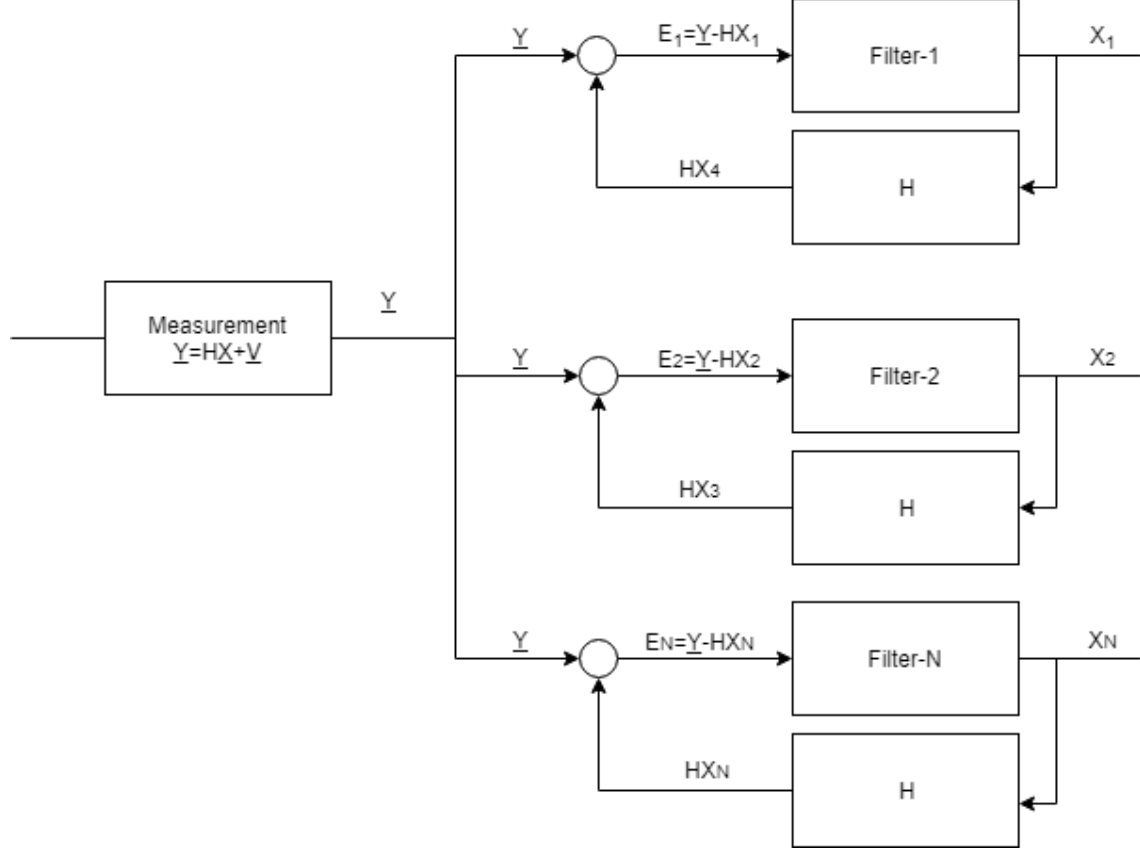 Y
E₁=Y-HX₁
Filter-1
X₁
HX4
H
Measurement
Y=HX+V
Y
Y
E2=Y-HX2
Filter-2
X2
HX3
H
Y
EN=Y-HXN
Filter-N
XN
HXN
H